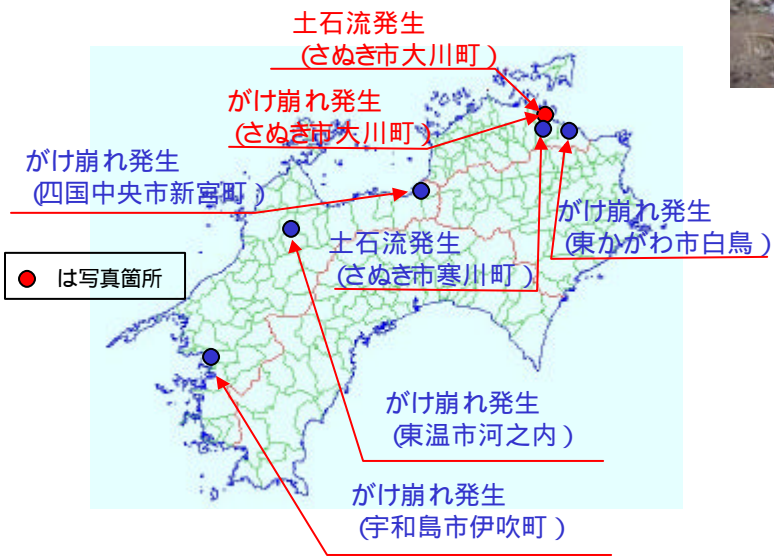 土石流発生
(さぬき市大川町)
がけ崩れ発生
(さぬき市大川町)
がけ崩れ発生
(四国中央市新宮町)
がけ崩れ発生
(東かがわ市白鳥)
土石流発生
(さぬき市寒川町)
は写真箇所
がけ崩れ発生
(東温市河之内)
がけ崩れ発生
(宇和島市伊吹町)